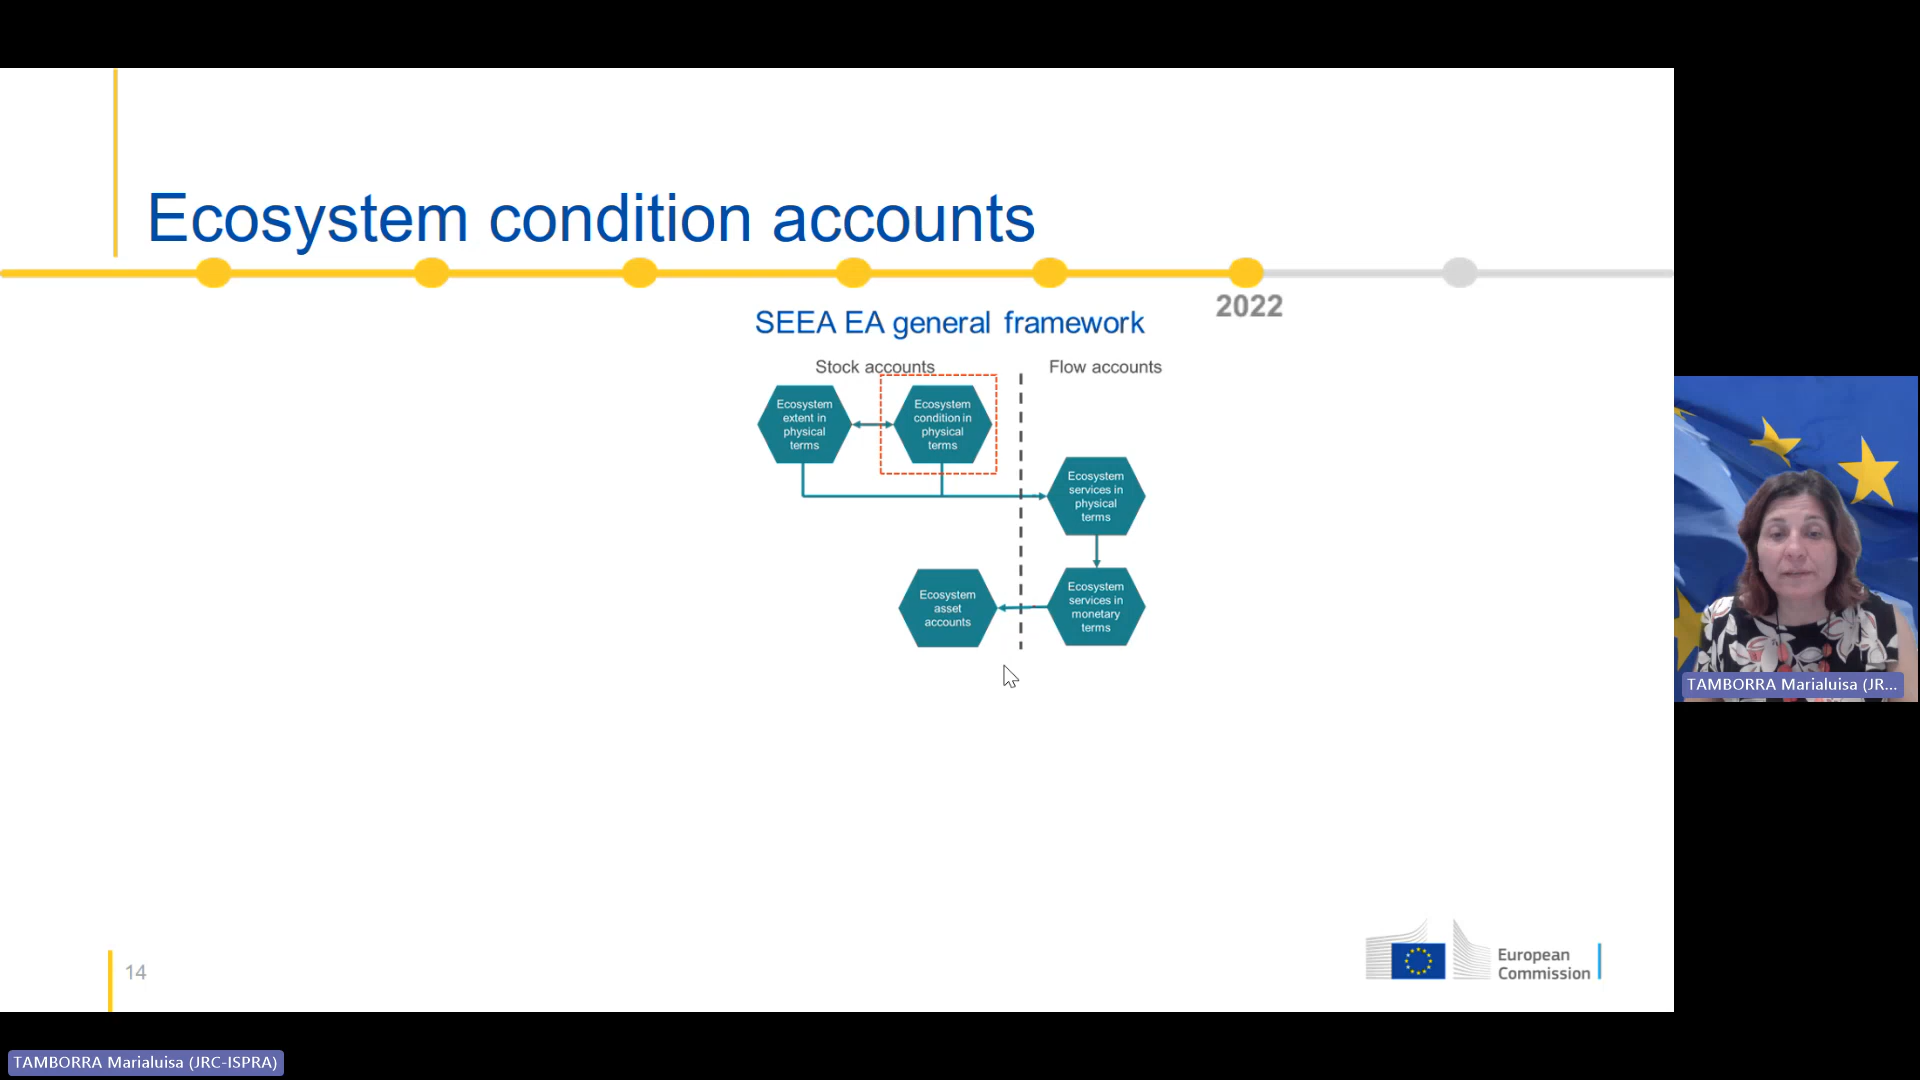 Ecosystem condition accounts
2022
SEEA EA general framework
Stock accounts
Flow accounts
Ecosystem
extent in
physical
terms
Ecosystem
condition in
physical
terms
Ecosystem
services in
physical
terms
Ecosystem
asset
accounts
Ecosystem
services in
monetary
terms
TAMBORRA Marialuisa (JR...
14
European
Commission
TAMBORRA Marialuisa (JRC-ISPRA)